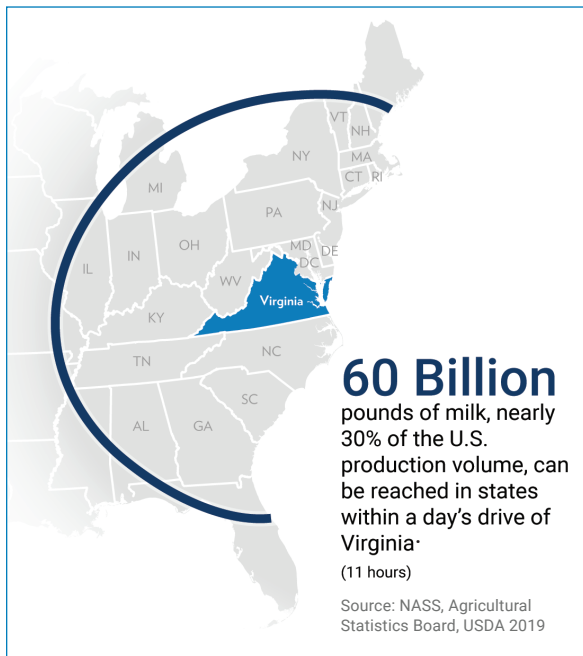 VT
NH
NY
MA
CT
RI
MI
PA
NJ
OH
IN
IL
MD
DE
DC
WV
Virginia
KY
NC
TN
SC
AL
GA
60 Billion
pounds of milk, nearly
30% of the U.S.
production volume, can
be reached in states
within a day's drive of
Virginia·
(11 hours)
Source: NASS, Agricultural
Statistics Board, USDA 2019